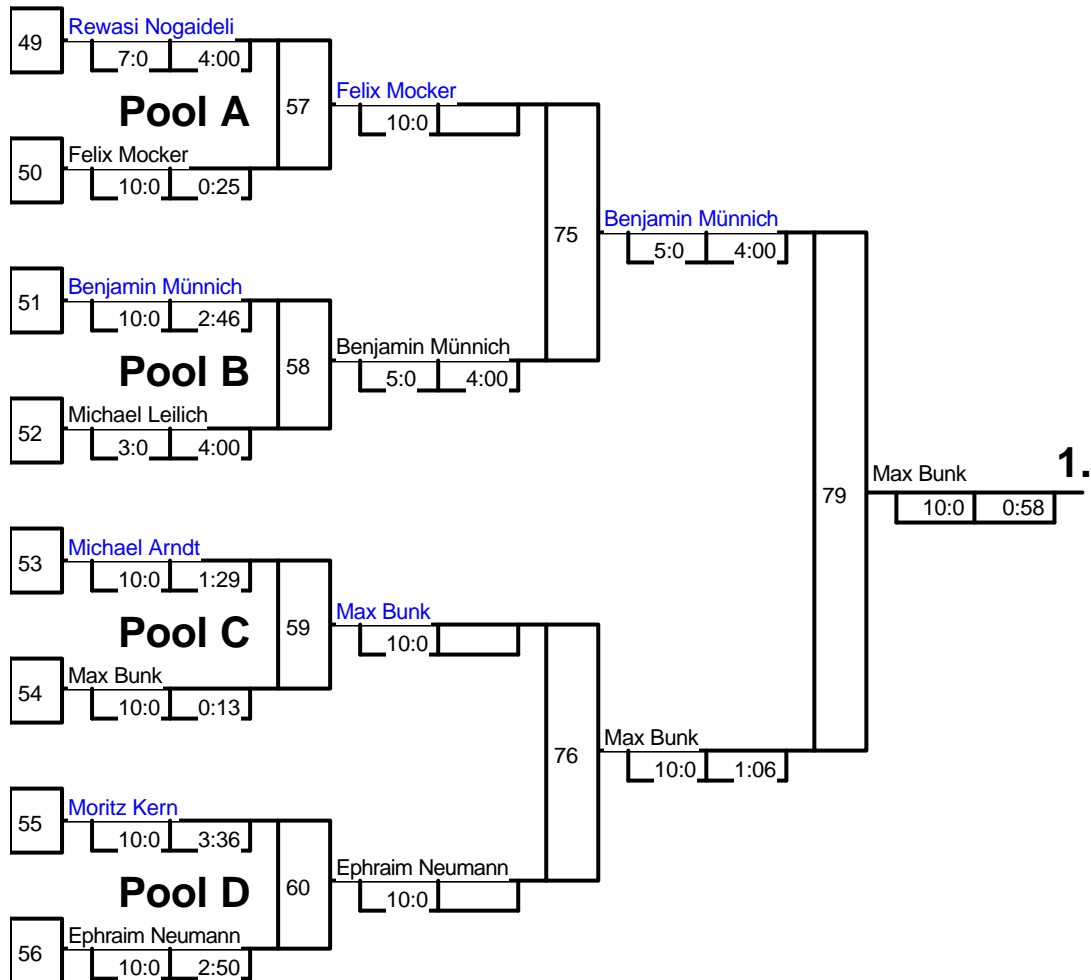 49 Rewasi Nogaideli
7:0 4:00
Pool A
57
Felix Mocker
10:0
50 Felix Mocker
10:0 0:25
75
Benjamin Münnich
5:0 4:00
51 Benjamin Münnich
10:0 2:46
Pool B
58
Benjamin Münnich
5:0 4:00
52 Michael Leilich
3:0 4:00
79
Max Bunk
1.
10:0 0:58
53 Michael Arndt
10:0 1:29
Pool C
59
Max Bunk
10:0
54 Max Bunk
10:0 0:13
76
Max Bunk
10:0 1:06
55 Moritz Kern
10:0 3:36
Pool D
60
Ephraim Neumann
10:0
56 Ephraim Neumann
10:0 2:50